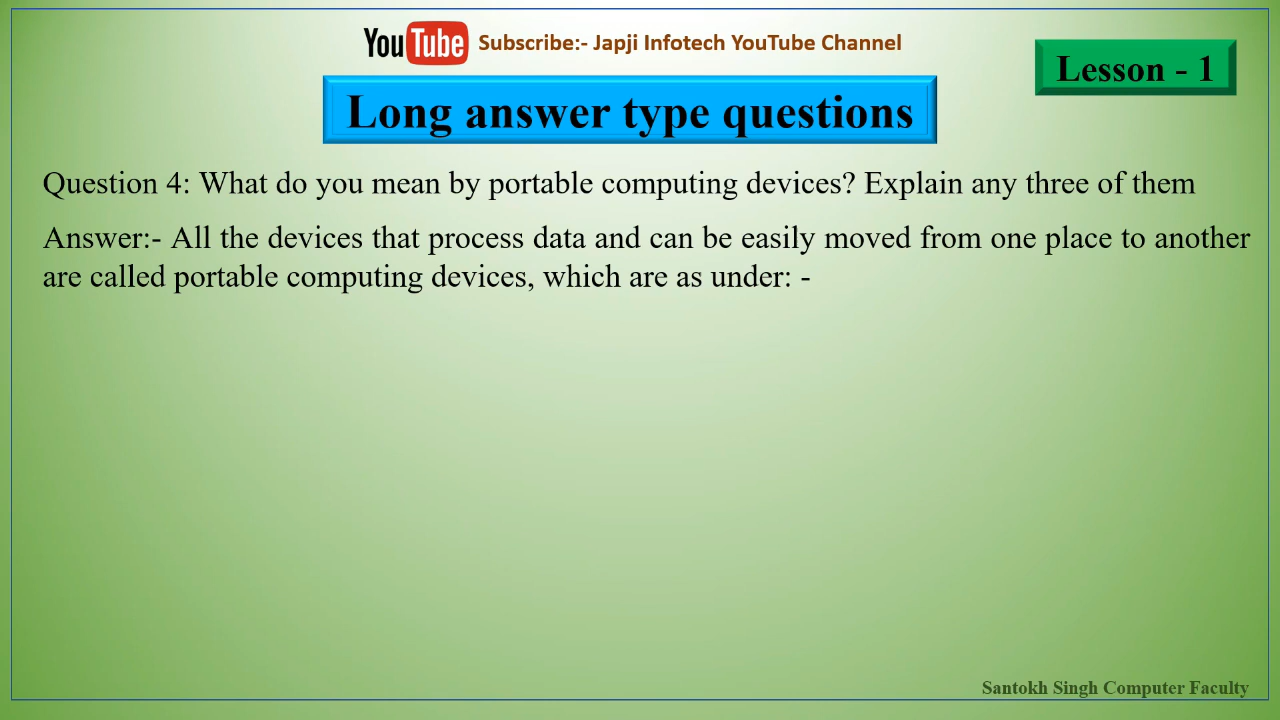 YouTube Subscribe:- Japji Infotech YouTube Channel
Lesson - 1
Long answer type questions
Question 4: What do you mean by portable computing devices? Explain any three of them
Answer:- All the devices that process data and can be easily moved from one place to another
are called portable computing devices, which are as under: -
Santokh Singh Computer Faculty